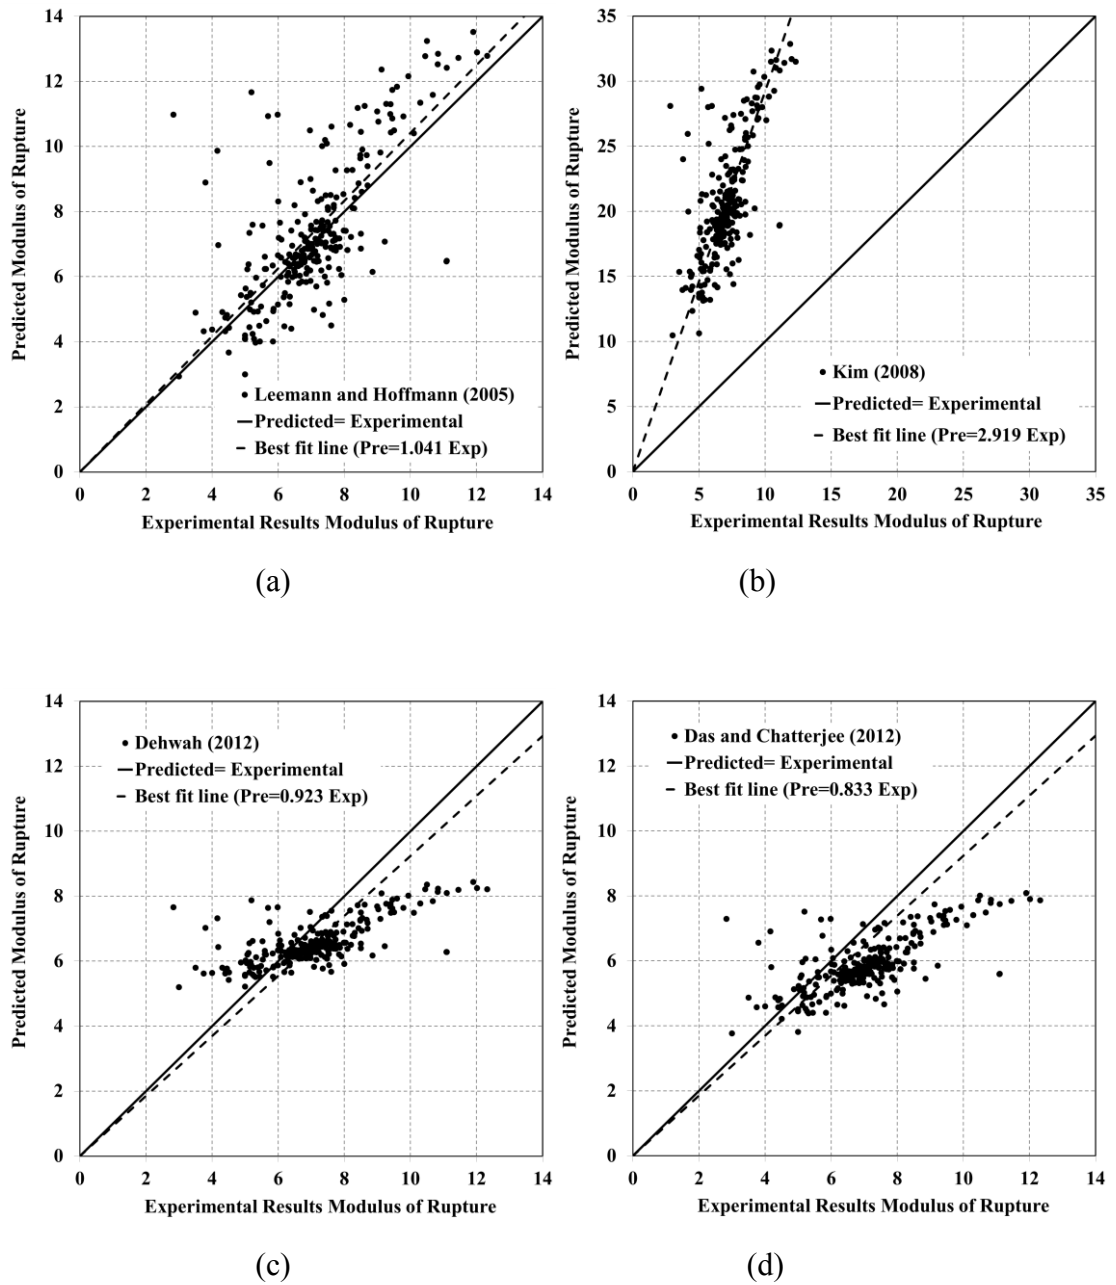 14
12
10
8
6
4
2
0
Predicted Modulus of Rupture
Leemann and Hoffmann (2005)
Predicted= Experimental
Best fit line (Pre=1.041 Exp)
0 2 4 6 8 10 12 14
Experimental Results Modulus of Rupture
(a)
35
30
25
20
15
10
5
0
Predicted Modulus of Rupture
Kim (2008)
Predicted= Experimental
Best fit line (Pre=2.919 Exp)
0 5 10 15 20 25 30 35
Experimental Results Modulus of Rupture
(b)
14
12
10
8
6
4
2
0
Predicted Modulus of Rupture
Dehwah (2012)
Predicted= Experimental
Best fit line (Pre=0.923 Exp)
0 2 4 6 8 10 12 14
Experimental Results Modulus of Rupture
(c)
14
12
10
8
6
4
2
0
Predicted Modulus of Rupture
Das and Chatterjee (2012)
Predicted= Experimental
Best fit line (Pre=0.833 Exp)
0 2 4 6 8 10 12 14
Experimental Results Modulus of Rupture
(d)